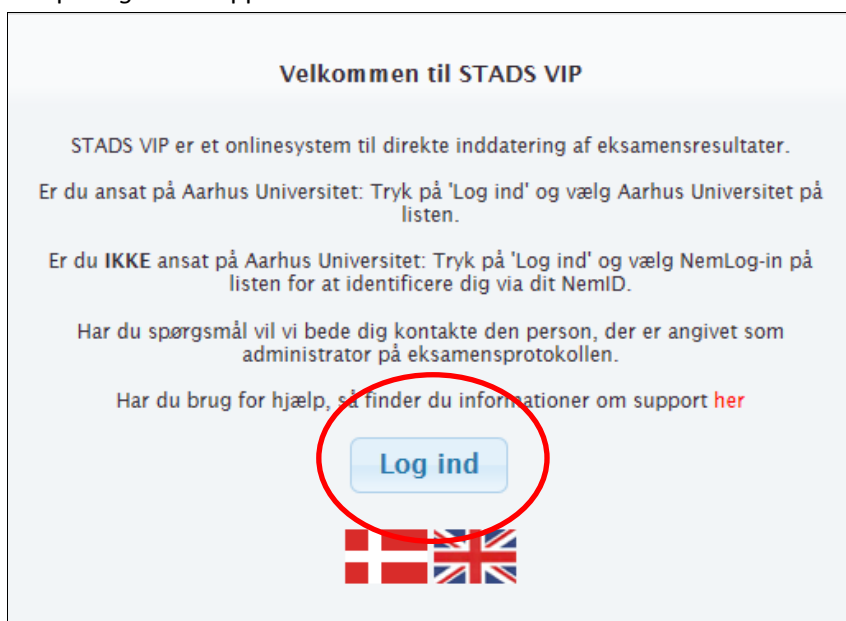 Velkommen til STADS VIP
STADS VIP er et onlinesystem til direkte inddatering af eksamensresultater.
Er du ansat på Aarhus Universitet: Tryk på 'Log ind' og vælg Aarhus Universitet på
listen.
Er du IKKE ansat på Aarhus Universitet: Tryk på 'Log ind' og vælg NemLog-in på
listen for at identificere dig via dit NemID.
Har du spørgsmål vil vi bede dig kontakte den person, der er angivet som
administrator på eksamensprotokollen.
Har du brug for hjælp, så finder du informationer om support her
Log ind